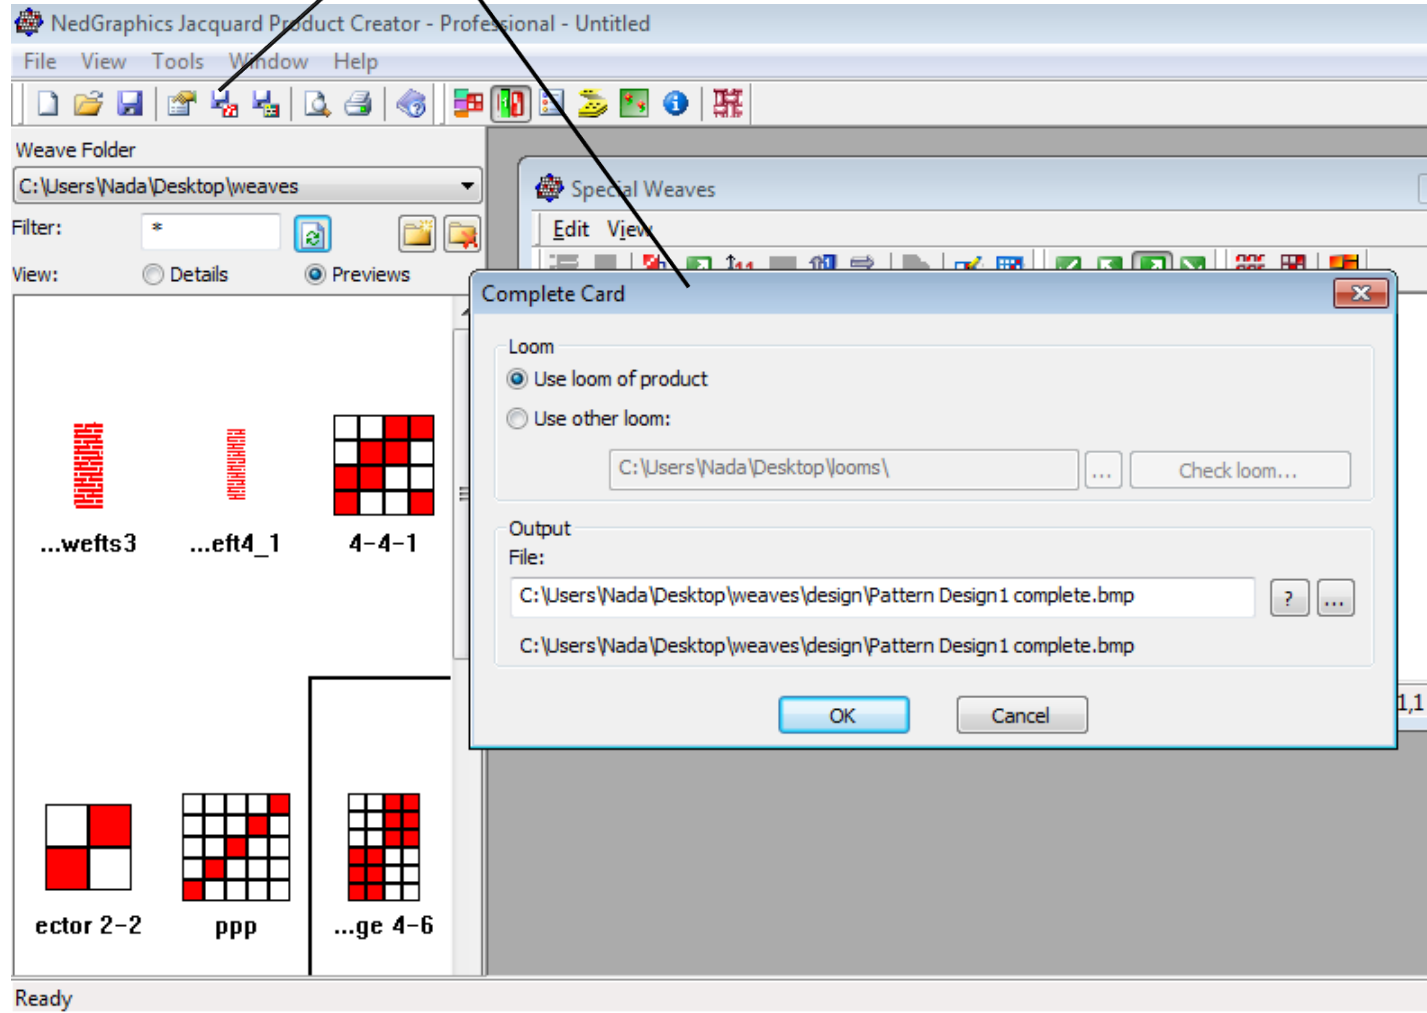 NedGraphics Jacquard Product Creator - Professional - Untitled
File View Tools Window Help
Weave Folder
C:\Users\Nada\Desktop\weaves
Filter: *
View: Details Previews
...wefts3 ...eft4_1 4-4-1
ector 2-2 ppp ...ge 4-6
Special Weaves
Edit View
Complete Card
Loom
Use loom of product
Use other loom:
C:\Users\Nada\Desktop\looms\ ... Check loom...
Output
File:
C:\Users\Nada\Desktop\weaves\design\Pattern Design1 complete.bmp ? ...
C:\Users\Nada\Desktop\weaves\design\Pattern Design1 complete.bmp
OK Cancel
1,1
Ready